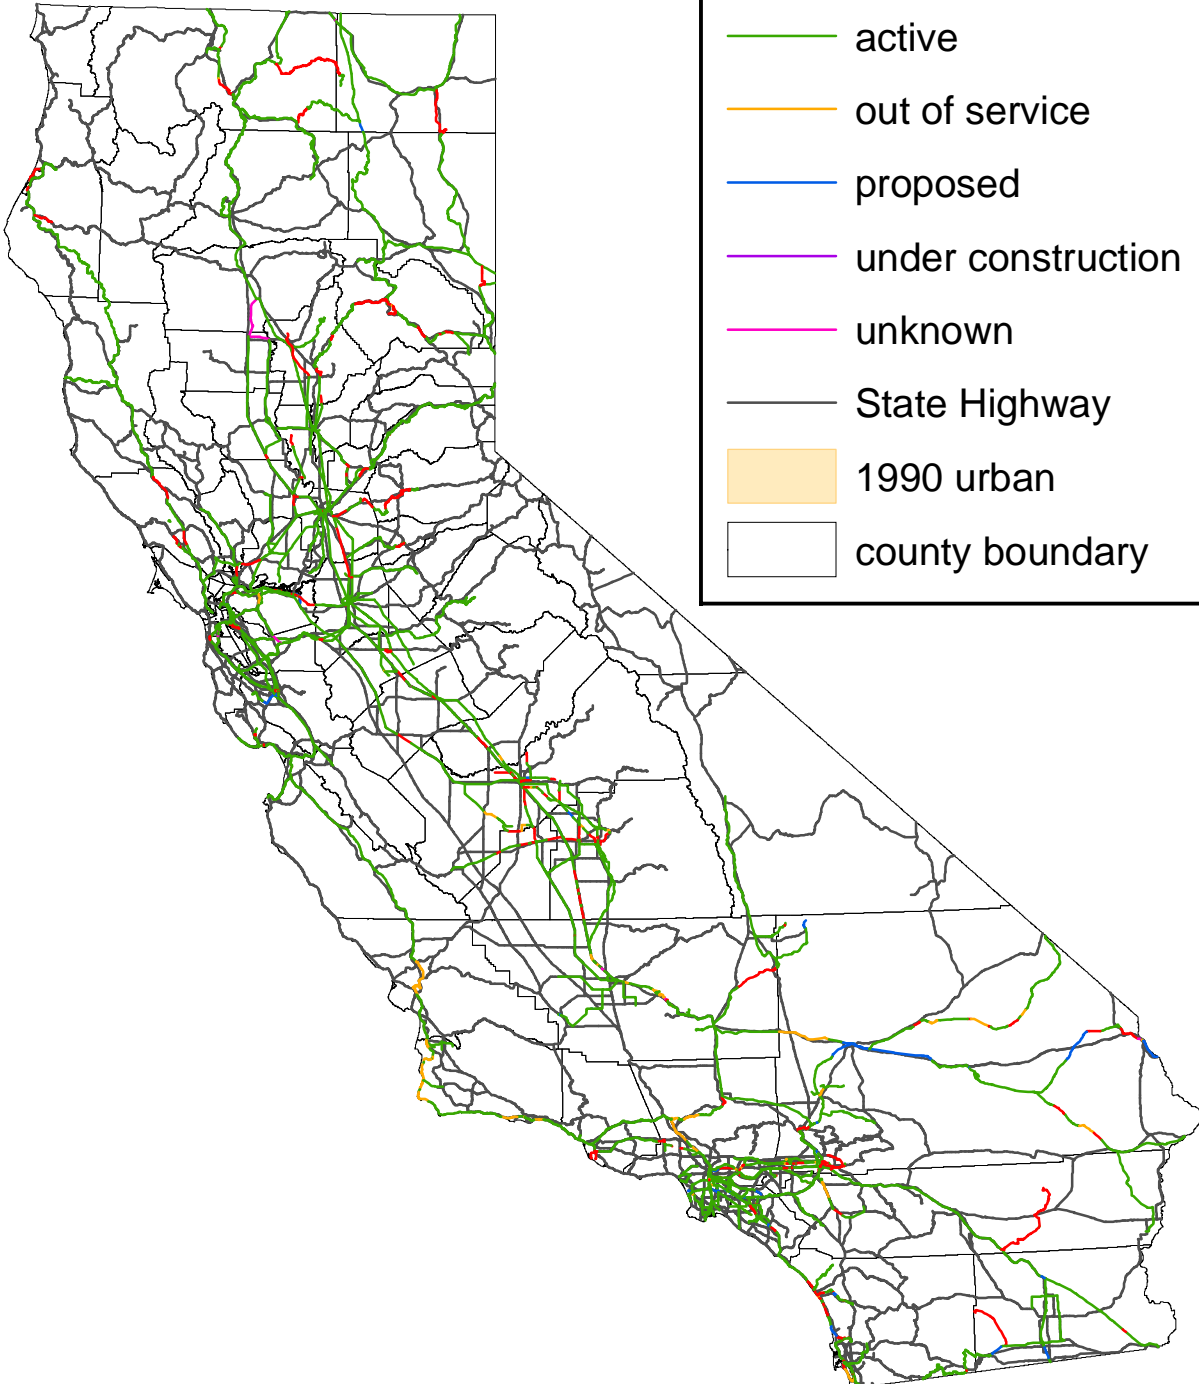 active
out of service
proposed
under construction
unknown
State Highway
1990 urban
county boundary